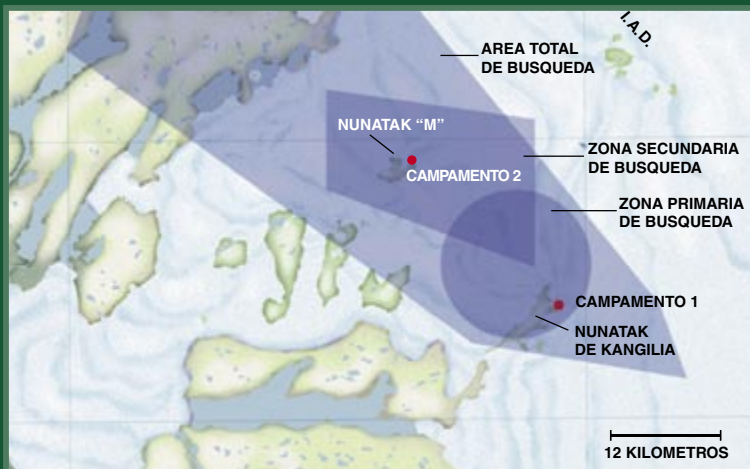 I.A.D.
AREA TOTAL
DE BUSQUEDA
NUNATAK “M”
CAMPAMENTO 2
ZONA SECUNDARIA
DE BUSQUEDA
ZONA PRIMARIA
DE BUSQUEDA
CAMPAMENTO 1
NUNATAK
DE KANGILIA
12 KILOMETROS